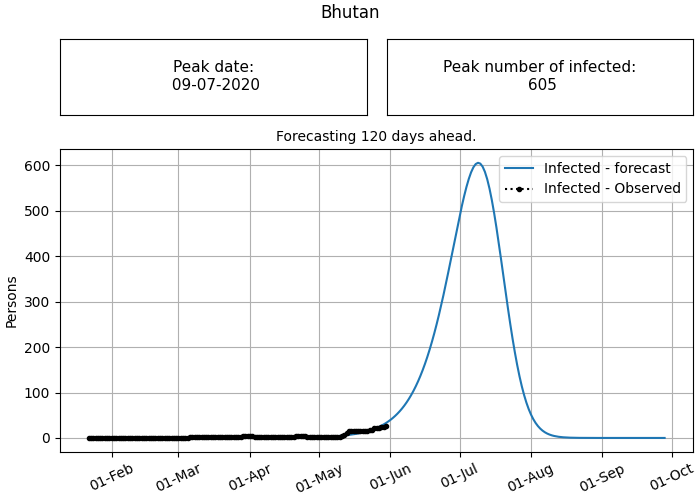 Bhutan
Peak date:
09-07-2020
Peak number of infected:
605
Forecasting 120 days ahead.
Infected - forecast
Infected - Observed
Persons
600
500
400
300
200
100
0
01-Feb
01-Mar
01-Apr
01-May
01-Jun
01-Jul
01-Aug
01-Sep
01-Oct